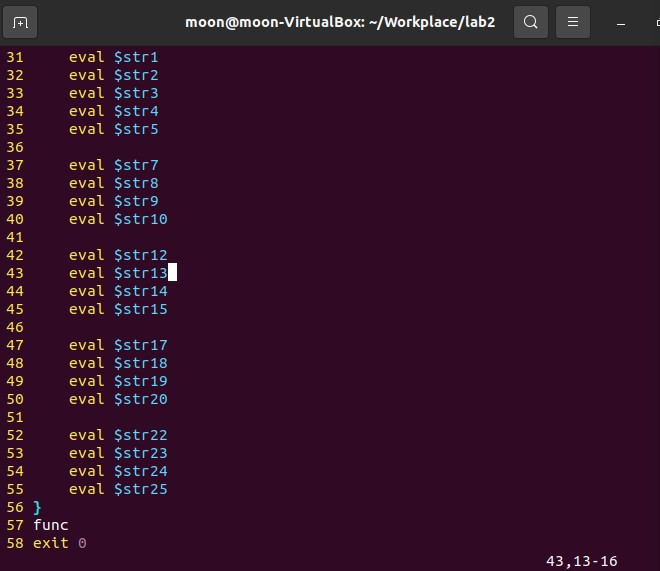 moon@moon-VirtualBox: ~/Workplace/lab2
31     eval $str1
32     eval $str2
33     eval $str3
34     eval $str4
35     eval $str5
36
37     eval $str7
38     eval $str8
39     eval $str9
40     eval $str10
41
42     eval $str12
43     eval $str13
44     eval $str14
45     eval $str15
46
47     eval $str17
48     eval $str18
49     eval $str19
50     eval $str20
51
52     eval $str22
53     eval $str23
54     eval $str24
55     eval $str25
56 }
57 func
58 exit 0
43,13-16